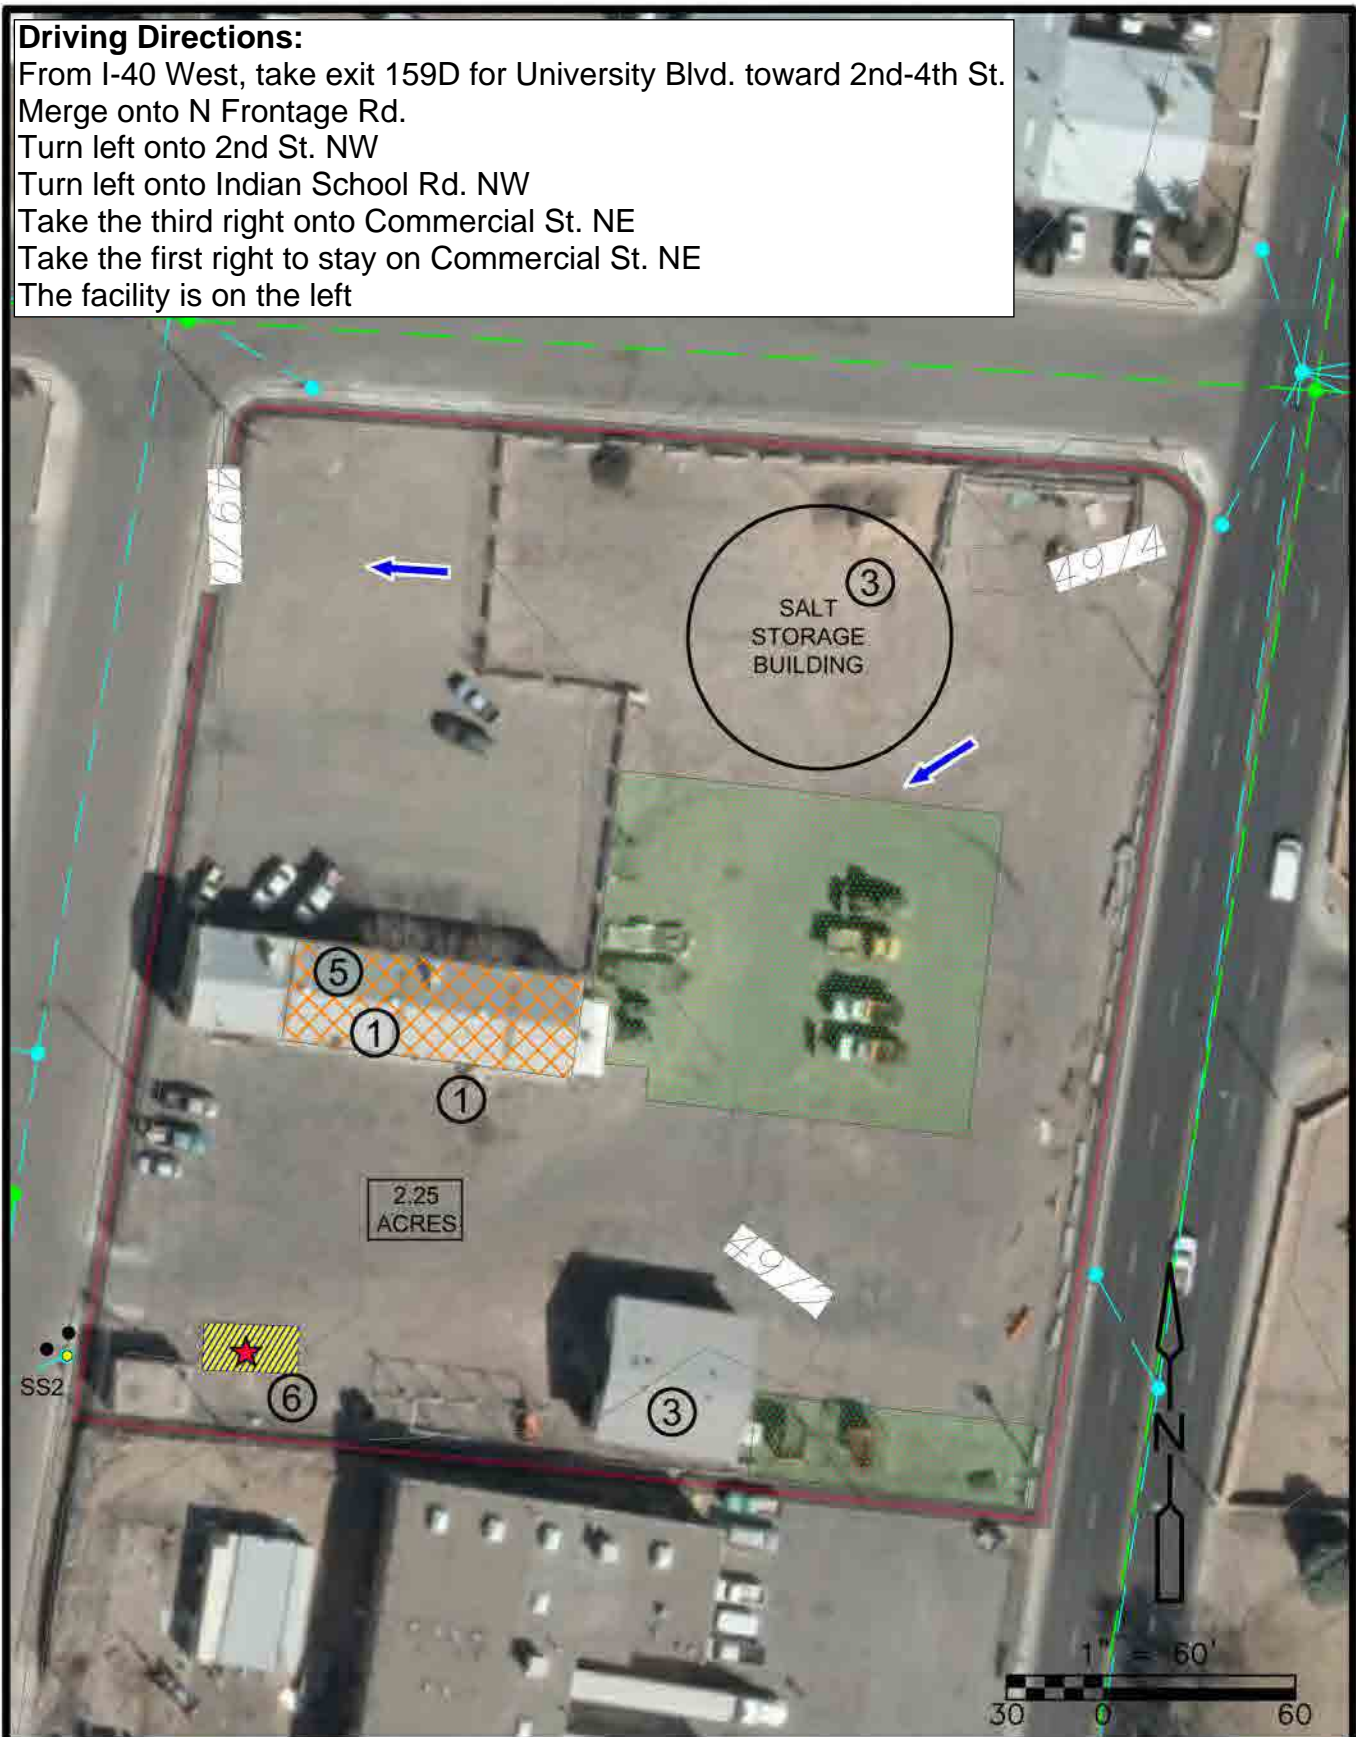 Driving Directions:
From I-40 West, take exit 159D for University Blvd. toward 2nd-4th St.
Merge onto N Frontage Rd.
Turn left onto 2nd St. NW
Turn left onto Indian School Rd. NW
Take the third right onto Commercial St. NE
Take the first right to stay on Commercial St. NE
The facility is on the left
4970
4974
3
SALT
STORAGE
BUILDING
5
1
1
2.25
ACRES
SS2
6
3
N
1" = 60'
30 0 60